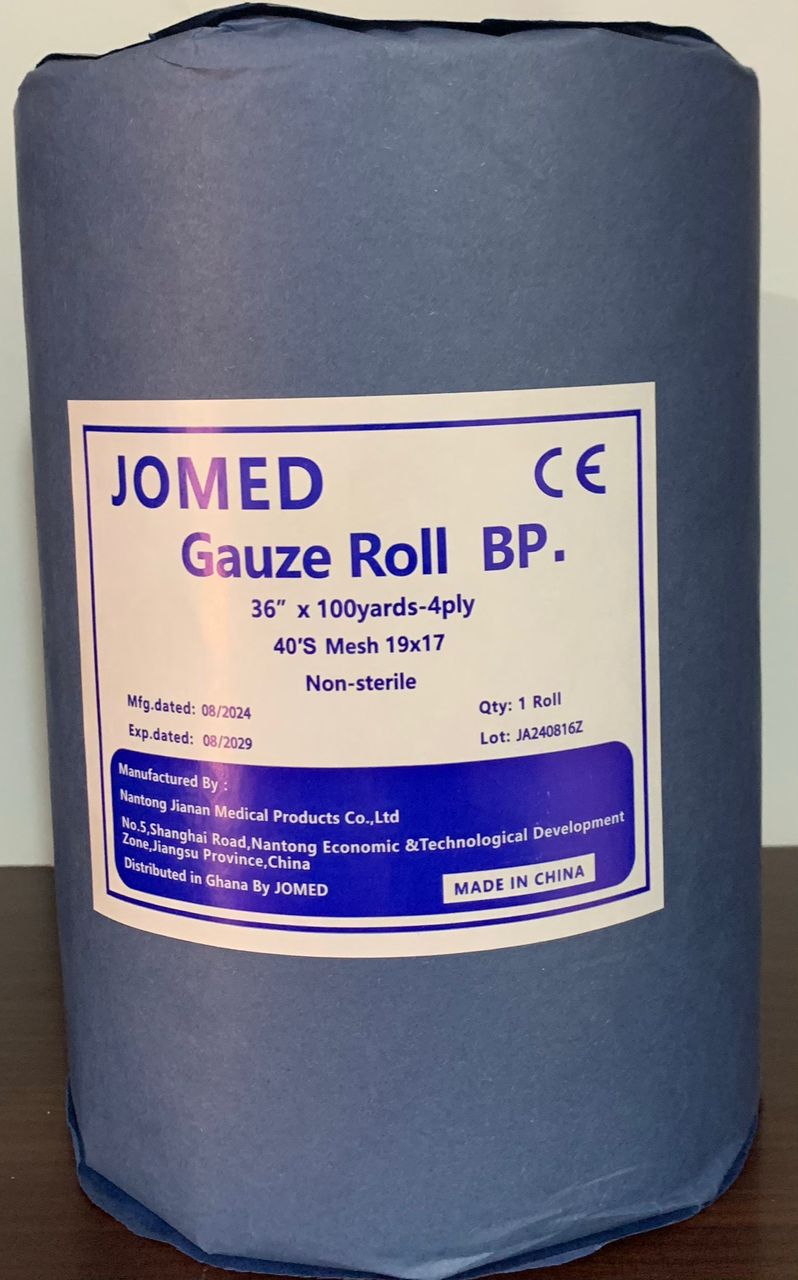 JOMED
CE
Gauze Roll BP.
36” x 100yards-4ply
40'S Mesh 19x17
Non-sterile
Mfg.dated: 08/2024
Qty: 1 Roll
Exp.dated: 08/2029
Lot: JA240816Z
Manufactured By :
Nantong Jianan Medical Products Co.,Ltd
No.5,Shanghai Road,Nantong Economic &Technological Development
Zone,Jiangsu Province,China
Distributed in Ghana By JOMED
MADE IN CHINA